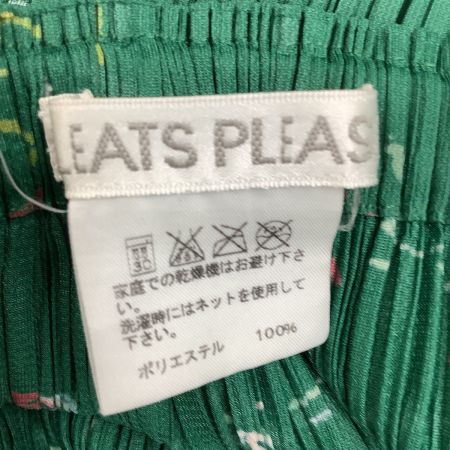 LEATS PLEAS
30
家庭での乾燥機はお避け下さ
い。
洗濯時にはネットを使用して
下さい。
ポリエステル 100%